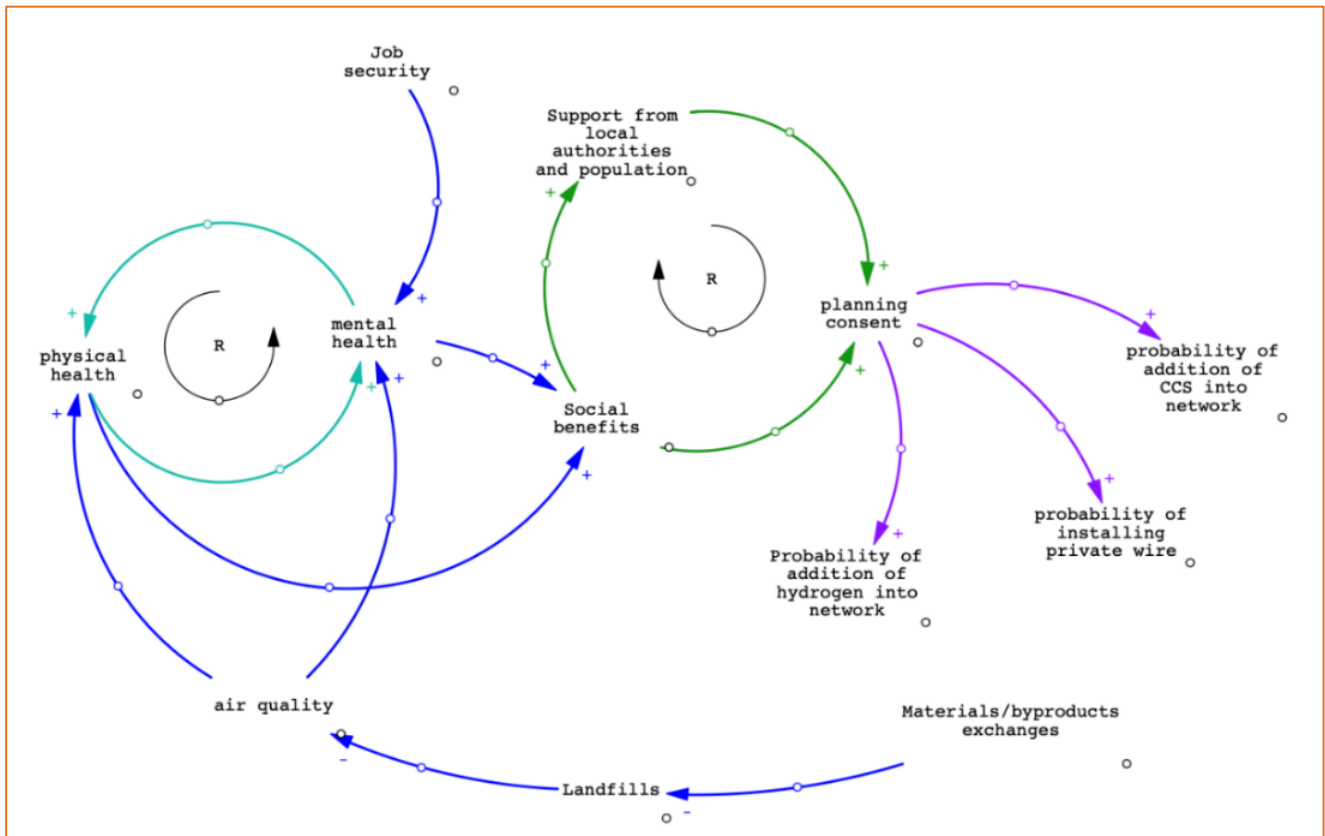 Job
security
Support from
local
authorities
and population
+
+
R
R
+
+
+
planning
consent
mental
health
physical
health
+
probability of
addition of
CCS into
network
+
+
+
+
+
Social
benefits
+
+
probability of
installing
private wire
+
Probability of
addition of
hydrogen into
network
air quality
Materials/byproducts
exchanges
-
Landfills
-